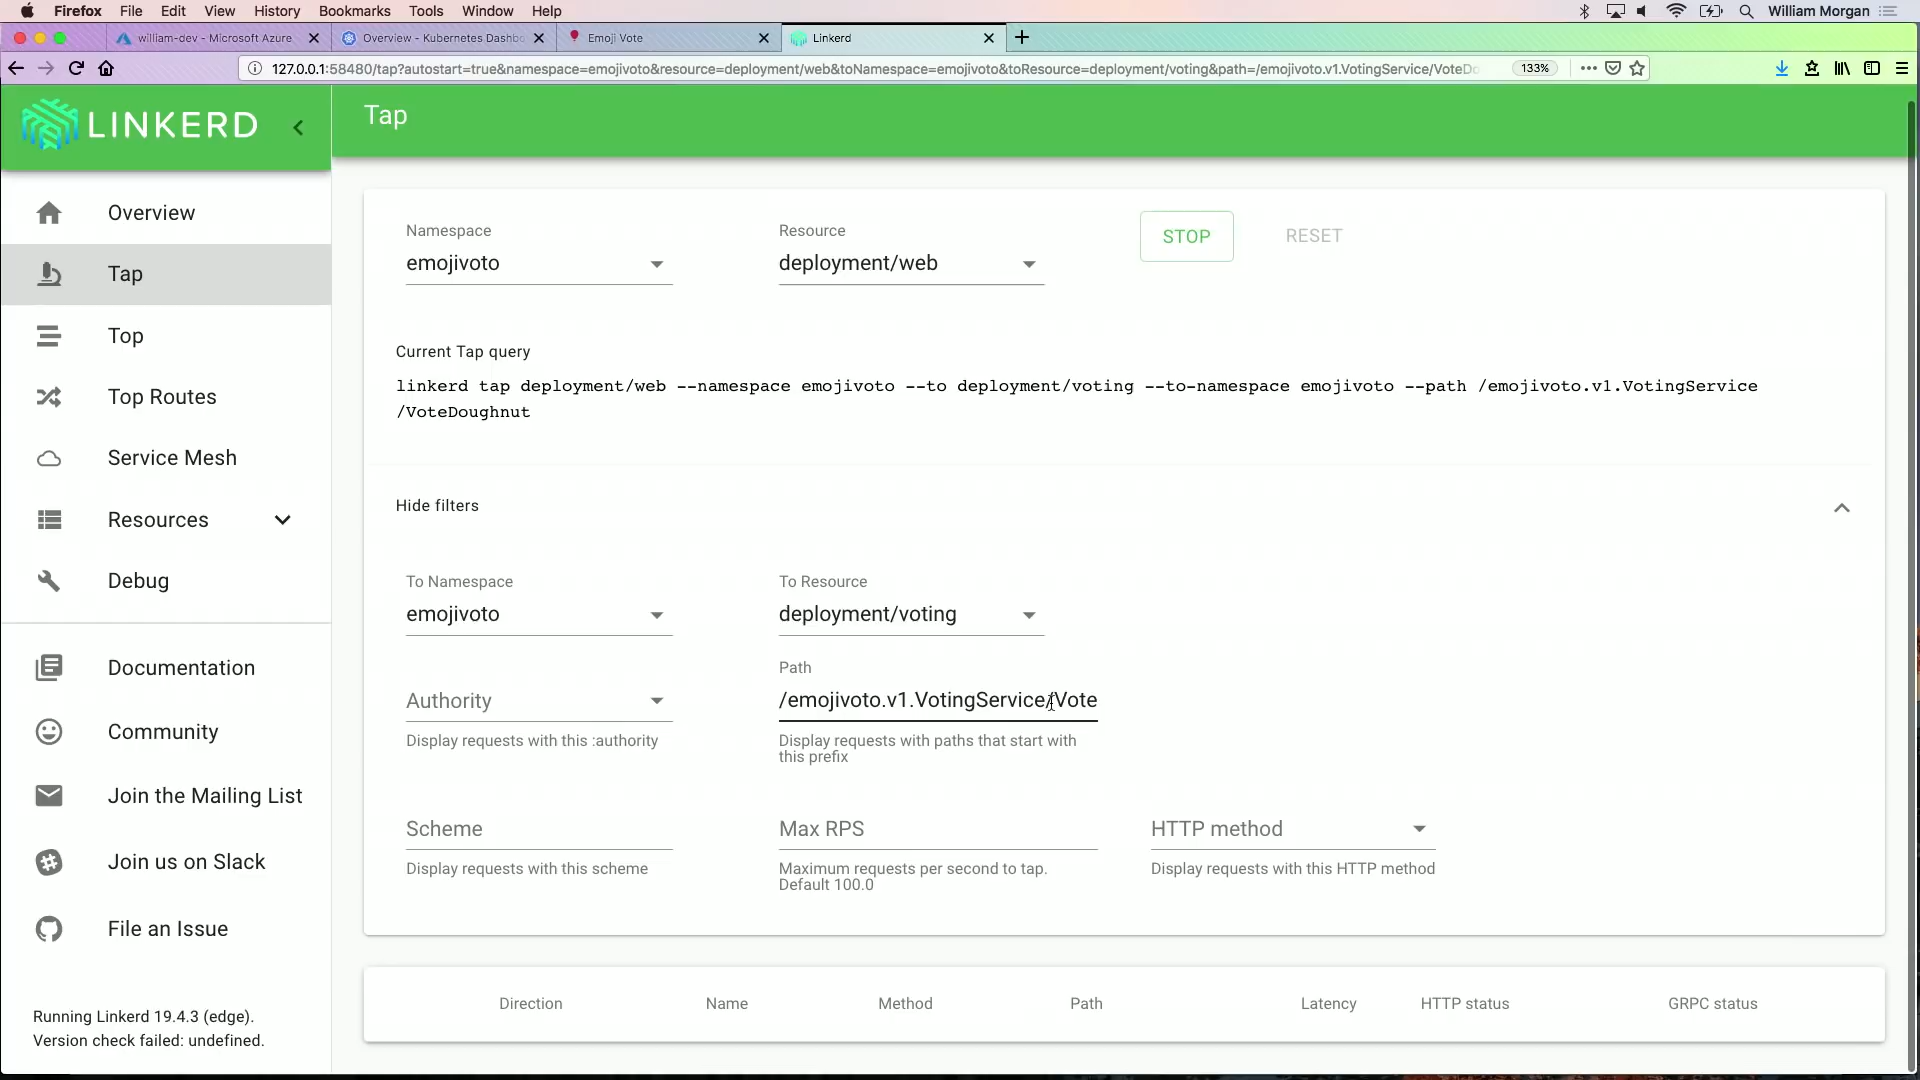 Firefox File Edit View History Bookmarks Tools Window Help William Morgan
william-dev - Microsoft Azure Overview - Kubernetes Dashbo Emoji Vote Linkerd
127.0.0.1:58480/tap?autostart=true&namespace=emojivoto&resource=deployment/web&toNamespace=emojivoto&toResource=deployment/voting&path=/emojivoto.v1.VotingService/VoteDo 133%
LINKERD
Tap
Overview
Tap
Top
Top Routes
Service Mesh
Resources
Debug
Documentation
Community
Join the Mailing List
Join us on Slack
File an Issue
Running Linkerd 19.4.3 (edge).
Version check failed: undefined.
Namespace
emojivoto
Resource
deployment/web
STOP
RESET
Current Tap query
linkerd tap deployment/web --namespace emojivoto --to deployment/voting --to-namespace emojivoto --path /emojivoto.v1.VotingService
/VoteDoughnut
Hide filters
To Namespace
emojivoto
To Resource
deployment/voting
Authority
Display requests with this :authority
Path
/emojivoto.v1.VotingService/Vote
Display requests with paths that start with
this prefix
Scheme
Display requests with this scheme
Max RPS
Maximum requests per second to tap.
Default 100.0
HTTP method
Display requests with this HTTP method
Direction Name Method Path Latency HTTP status GRPC status